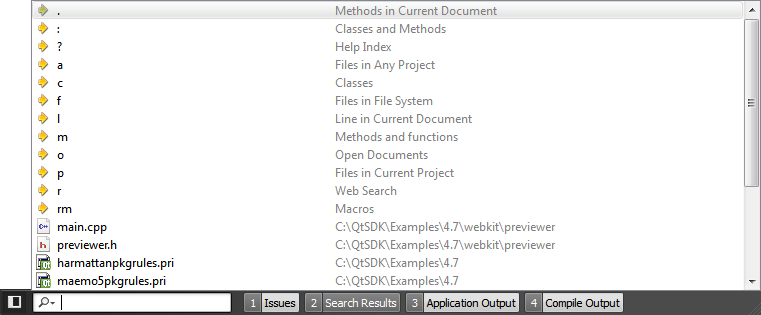 . Methods in Current Document
: Classes and Methods
? Help Index
a Files in Any Project
c Classes
f Files in File System
l Line in Current Document
m Methods and functions
o Open Documents
p Files in Current Project
r Web Search
rm Macros
main.cpp C:\QtSDK\Examples\4.7\webkit\previewer
previewer.h C:\QtSDK\Examples\4.7\webkit\previewer
harmattanpkgrules.pri C:\QtSDK\Examples\4.7
maemo5pkgrules.pri C:\QtSDK\Examples\4.7
1 Issues 2 Search Results 3 Application Output 4 Compile Output